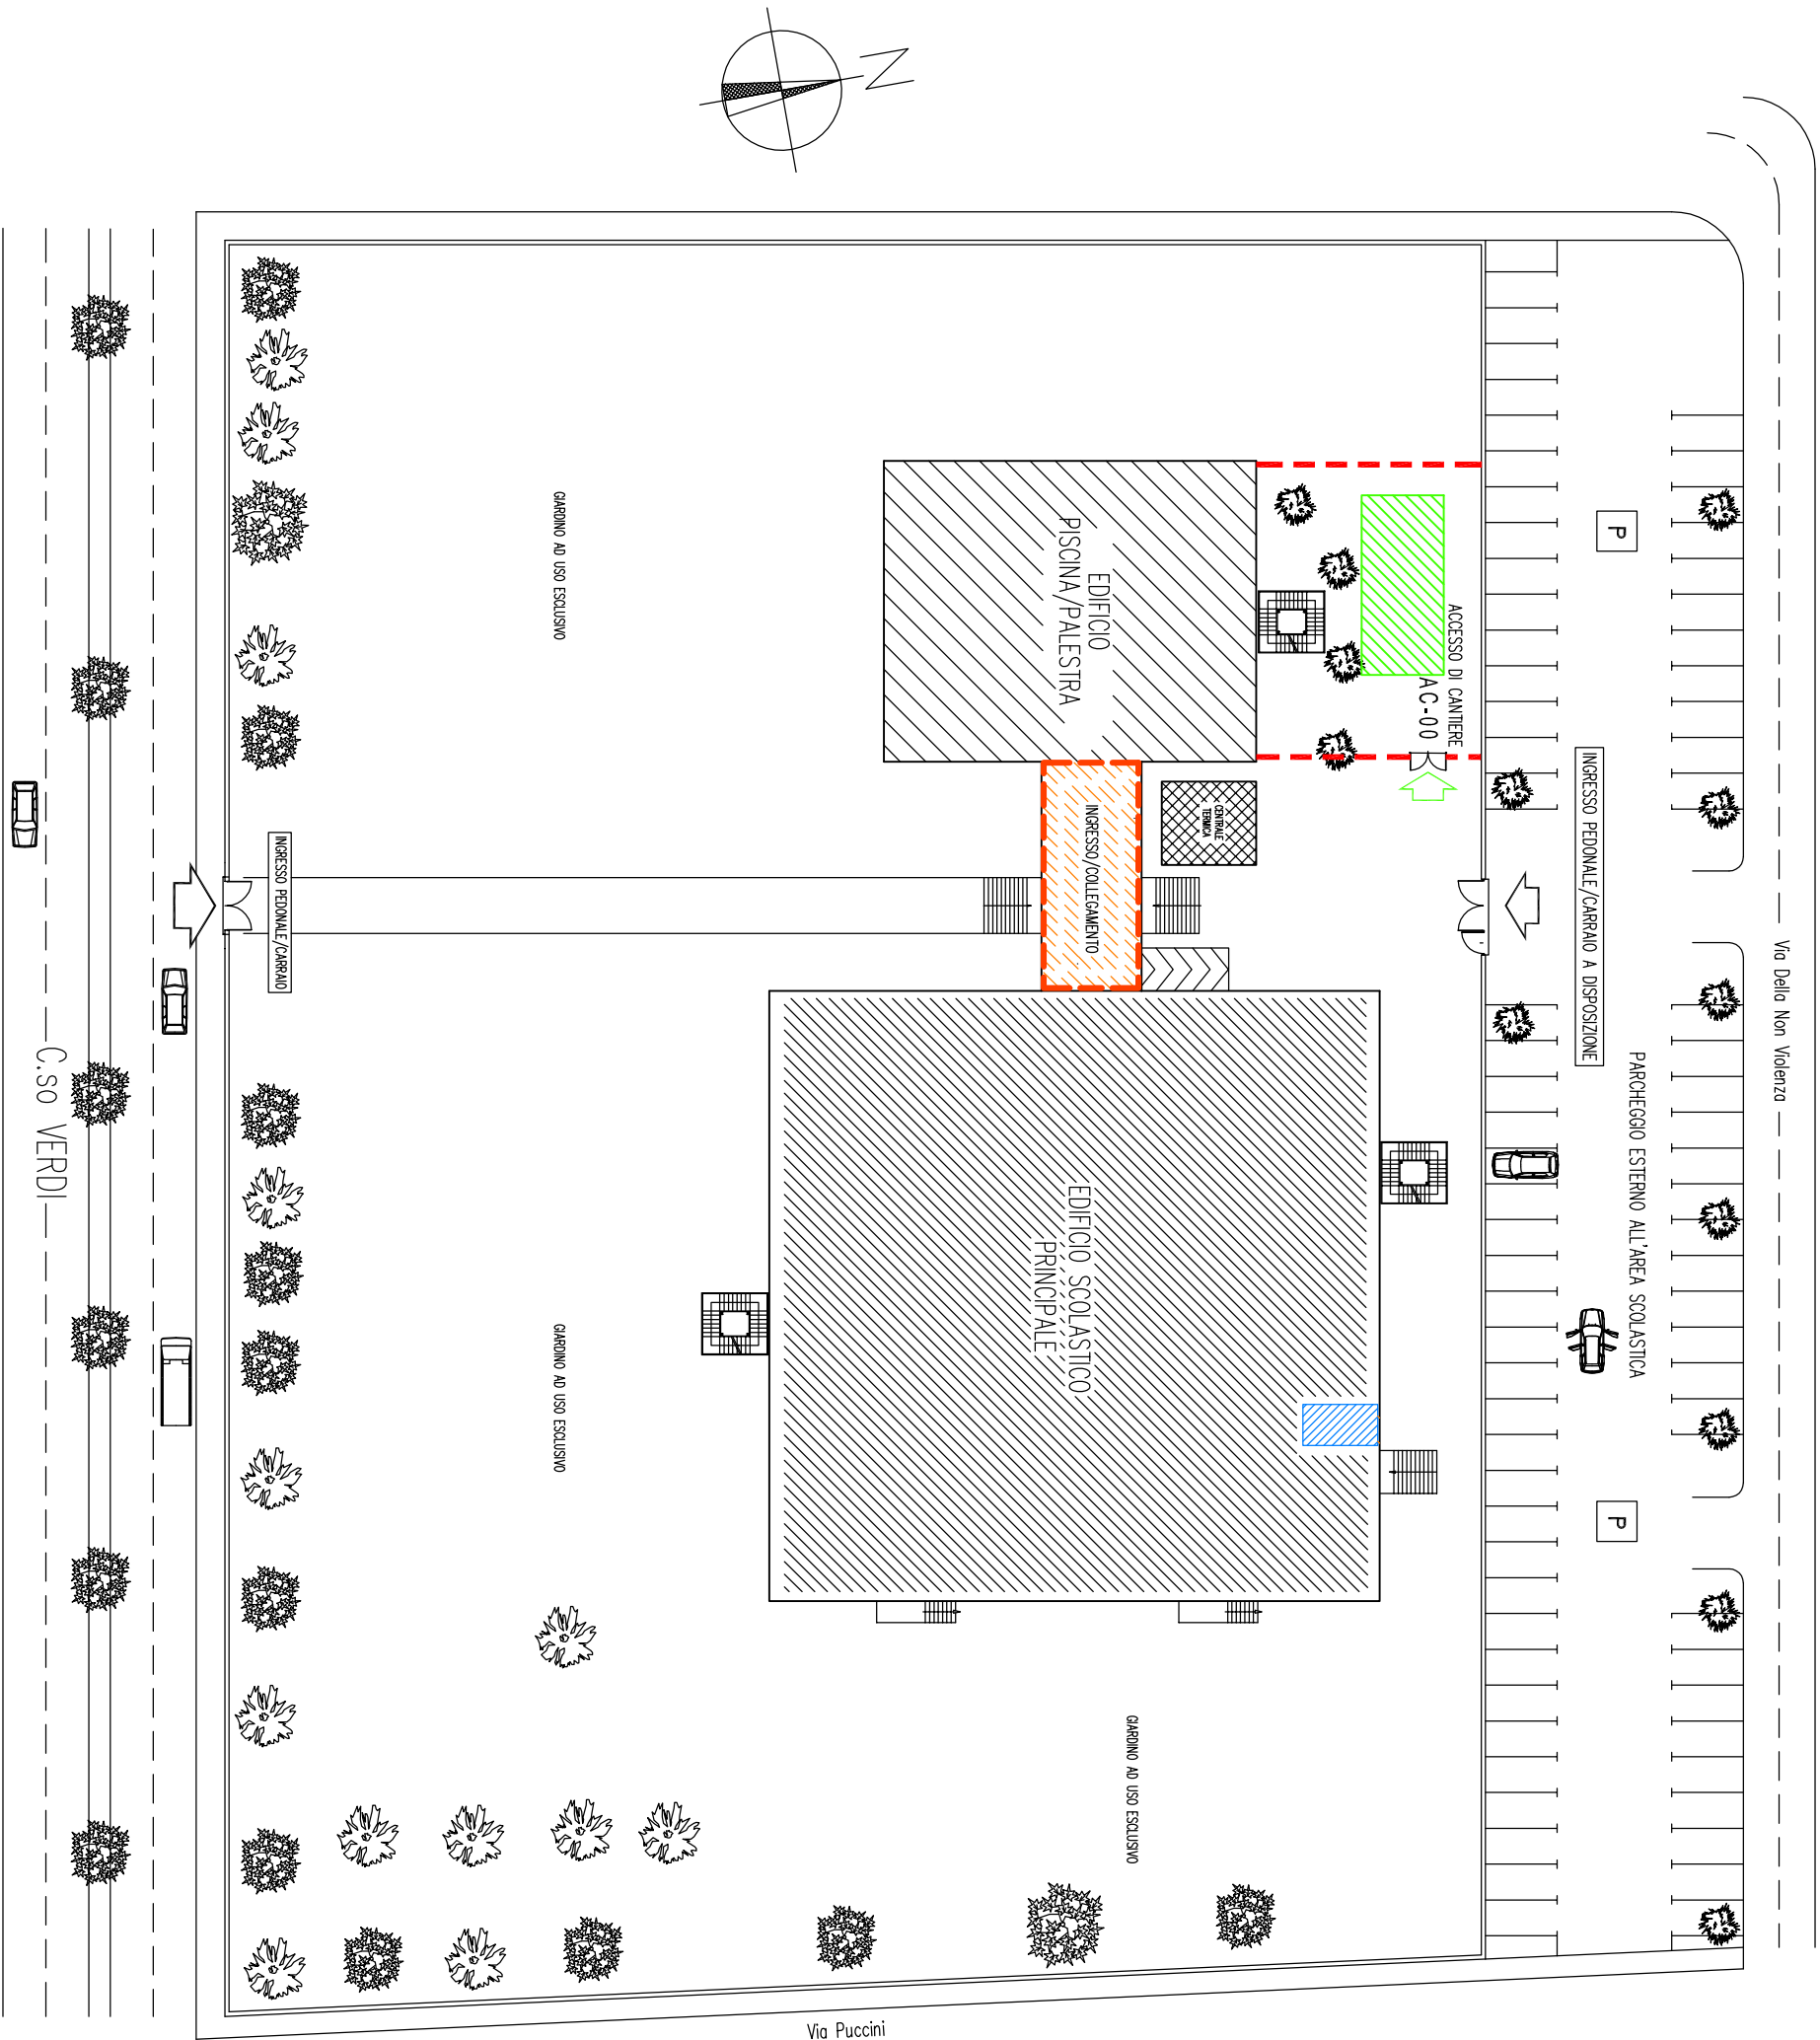 N
Via Della Non Violenza
P
P
PARCHEGGIO ESTERNO ALL'AREA SCOLASTICA
INGRESSO PEDONALE/CARRAIO A DISPOSIZIONE
ACCESSO DI CANTIERE
AC-00
CENTRALE
TERMICA
EDIFICIO
PISCINA/PALESTRA
INGRESSO/COLLEGAMENTO
EDIFICIO SCOLASTICO
PRINCIPALE
GIARDINO AD USO ESCLUSIVO
GIARDINO AD USO ESCLUSIVO
GIARDINO AD USO ESCLUSIVO
INGRESSO PEDONALE/CARRAIO
C.so VERDI
Via Puccini